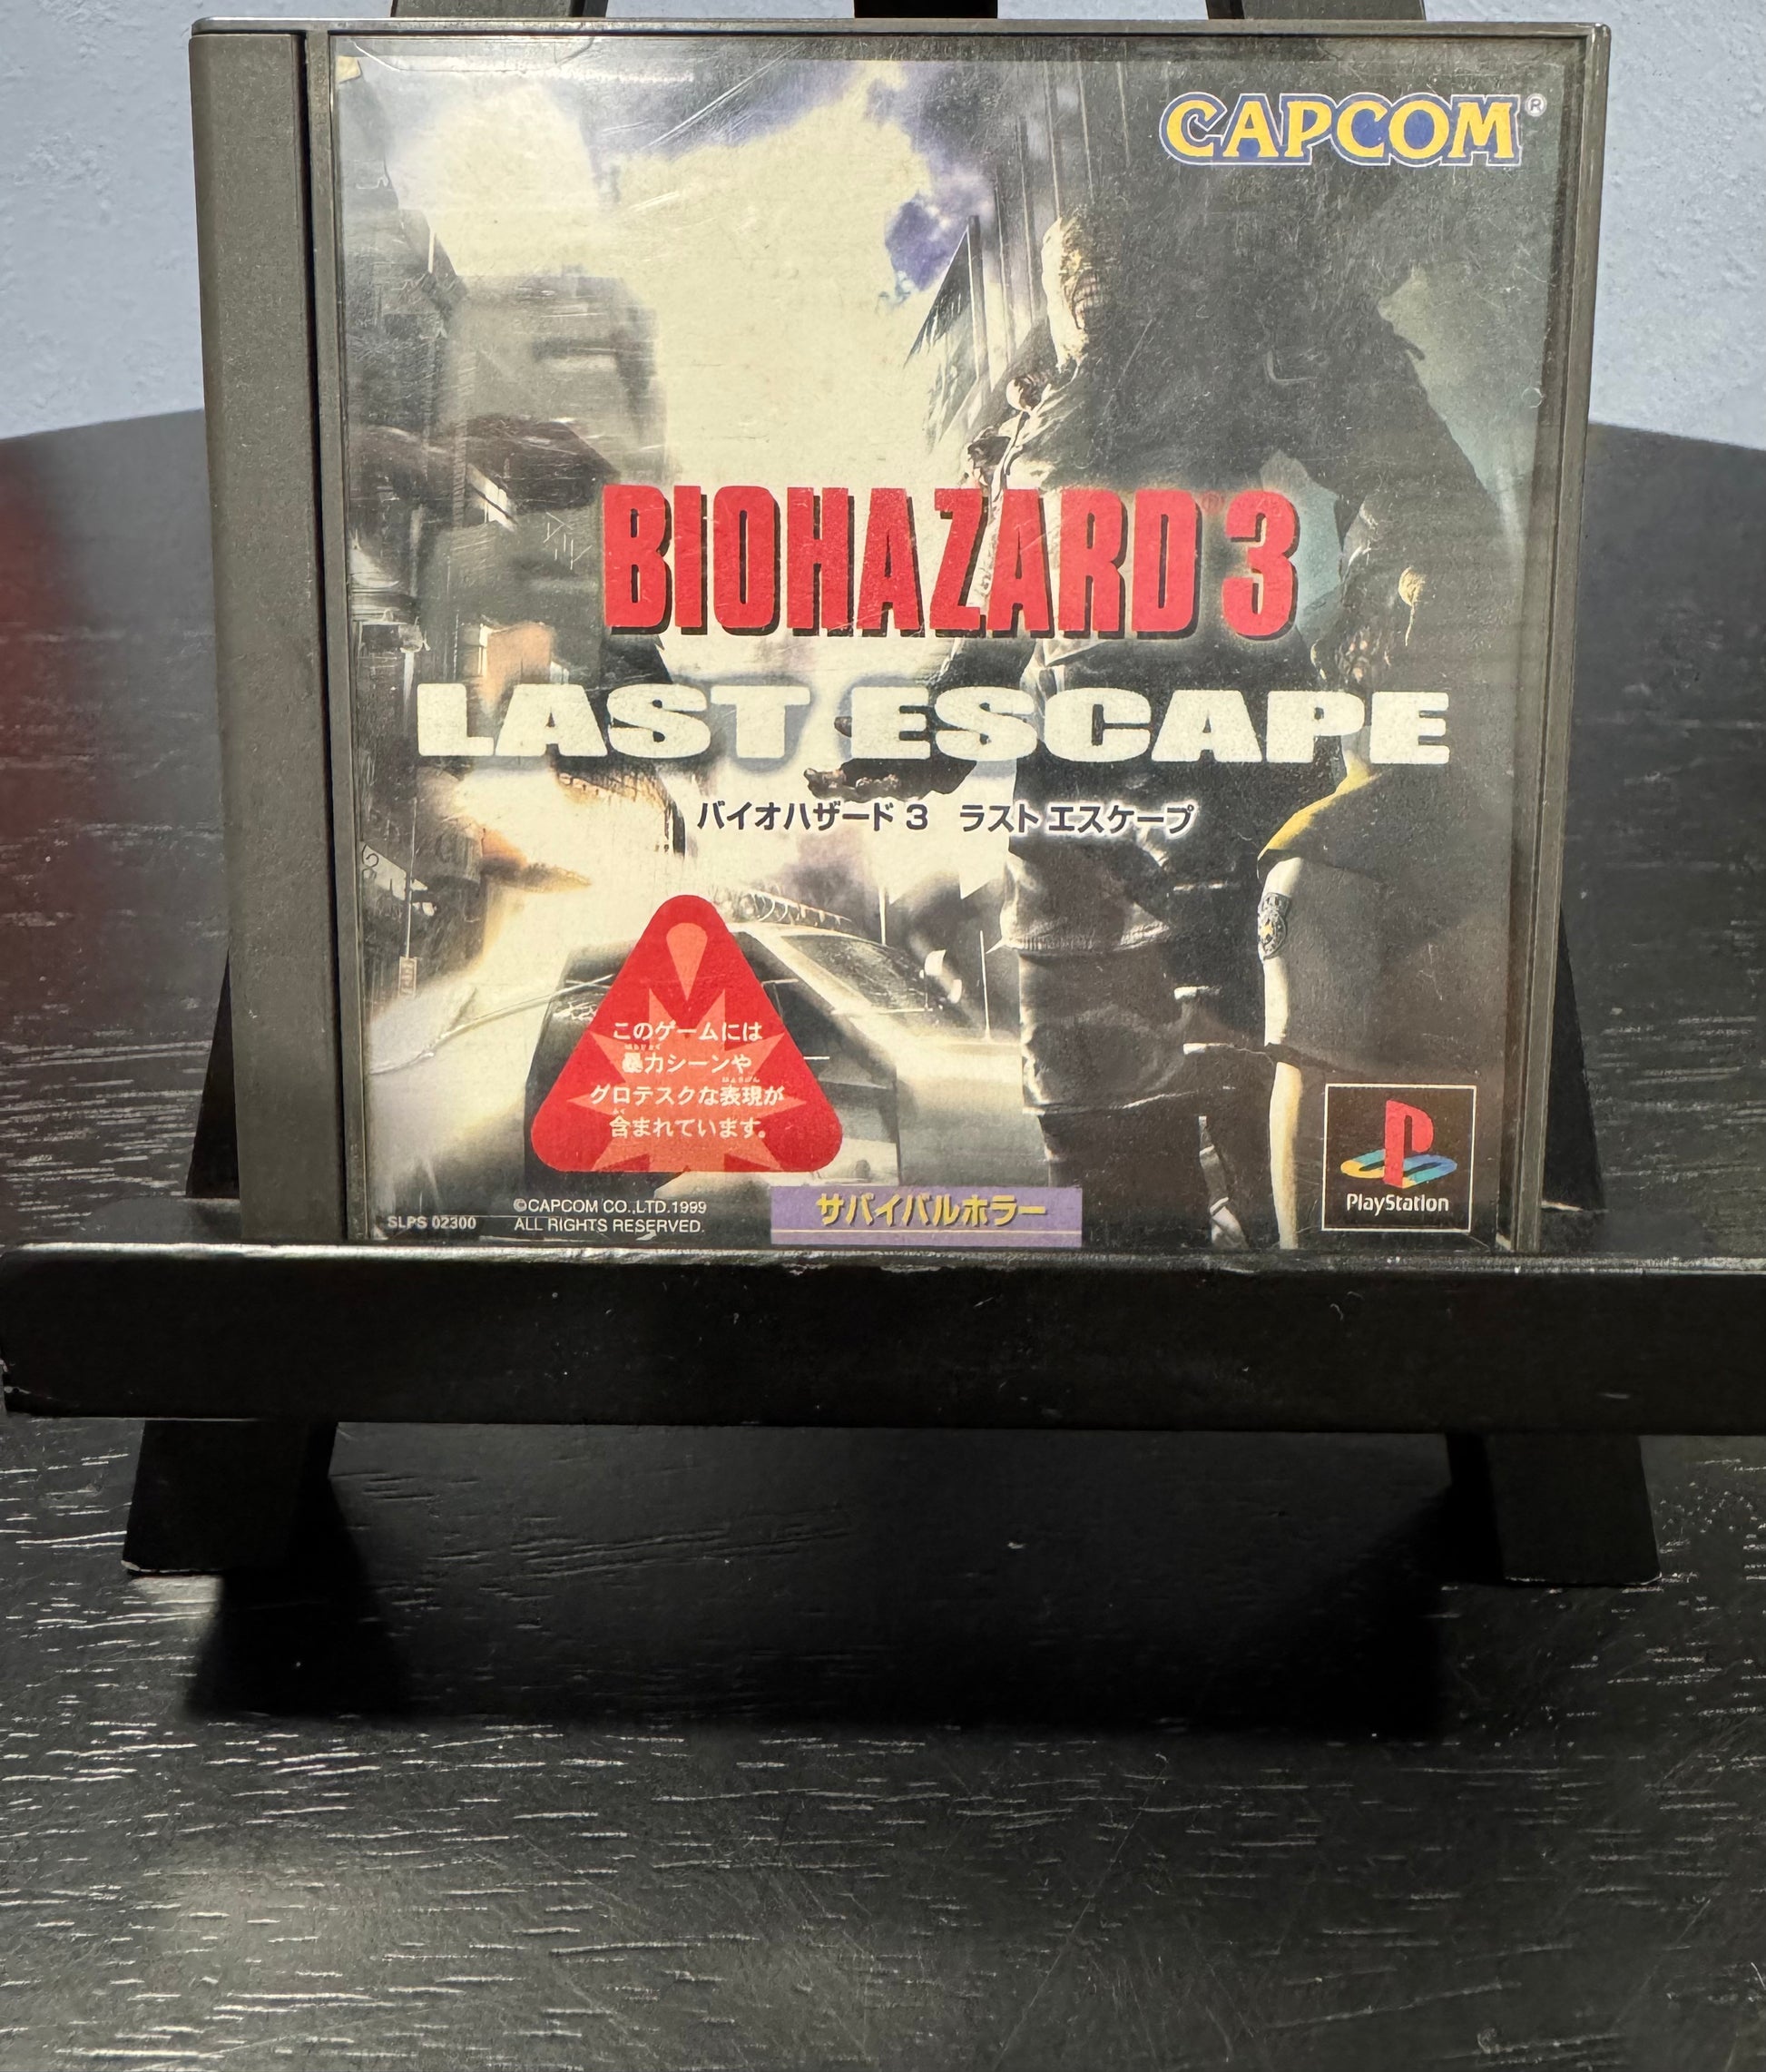 CAPCOM®
BIOHAZARD® 3
LAST ESCAPE
バイオハザード 3 ラスト エスケープ
このゲームには
暴力シーンや
グロテスクな表現が
含まれています。
SLPS 02300
©CAPCOM CO.,LTD.1999
ALL RIGHTS RESERVED.
サバイバルホラー
PlayStation